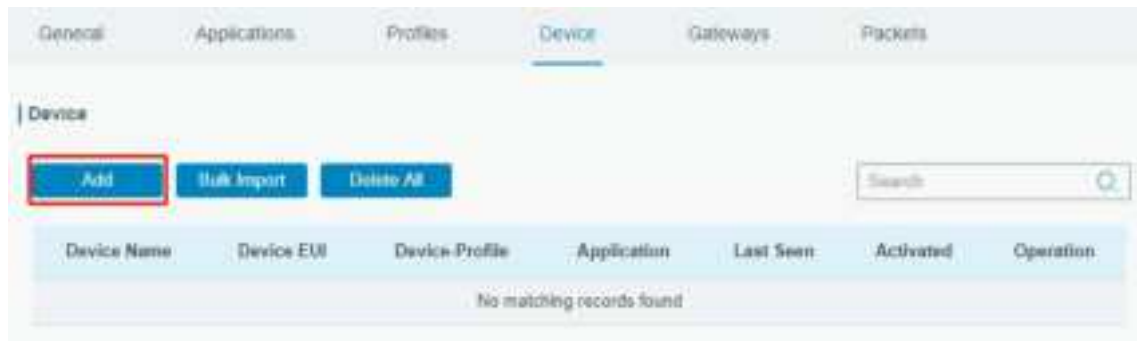 General Applications Profiles Device Gateways Packets
Device
Add Bulk Import Delete All Search
Device Name Device EUI Device-Profile Application Last Seen Activated Operation
No matching records found